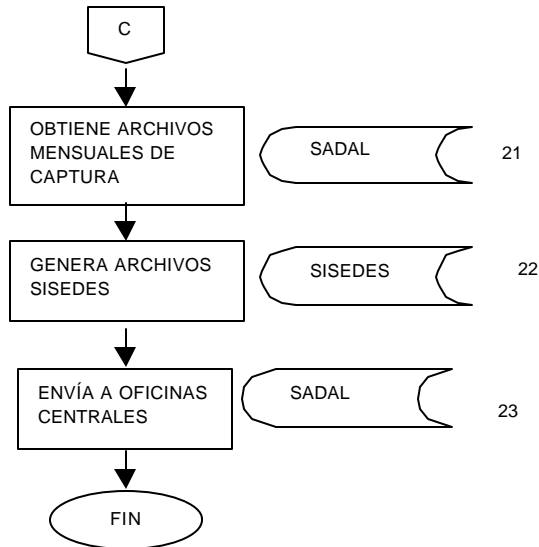 C
OBTIENE ARCHIVOS
MENSUALES DE
CAPTURA
SADAL
21
GENERA ARCHIVOS
SISEDES
SISEDES
22
ENVÍA A OFICINAS
CENTRALES
SADAL
23
FIN